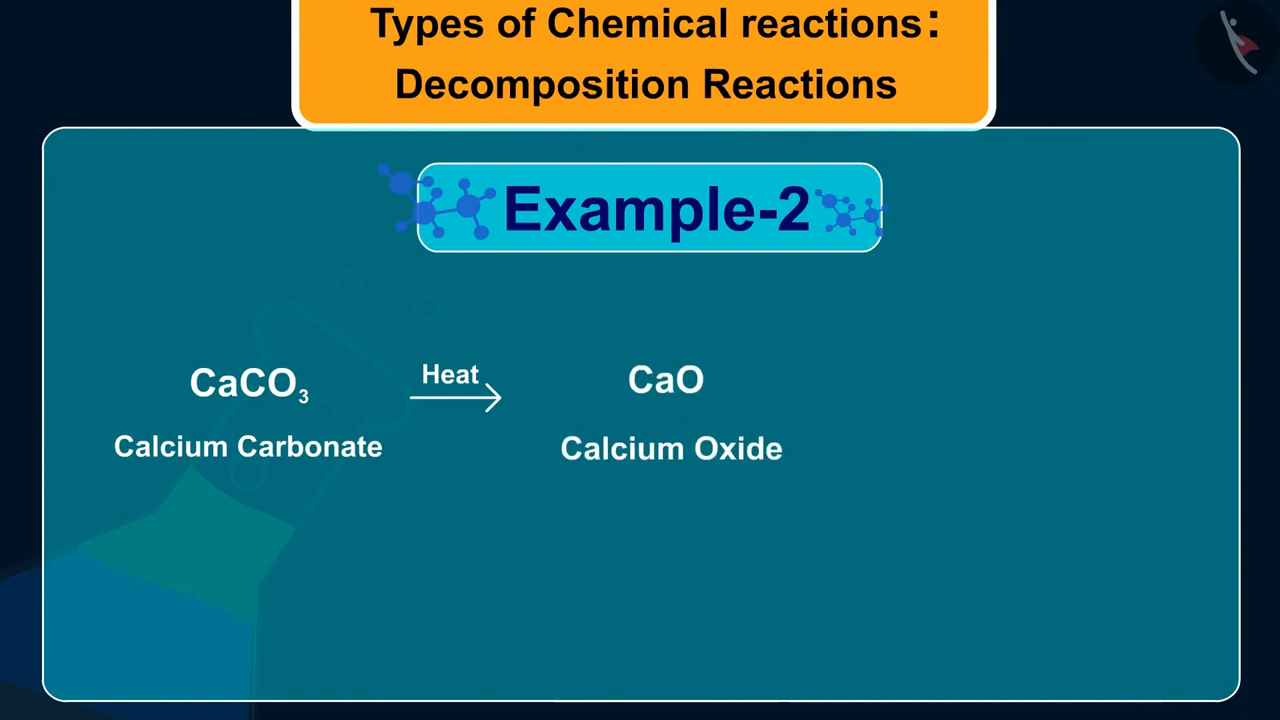 Types of Chemical reactions:
Decomposition Reactions
Example-2
Heat
CaCO₃ CaO
Calcium Carbonate Calcium Oxide